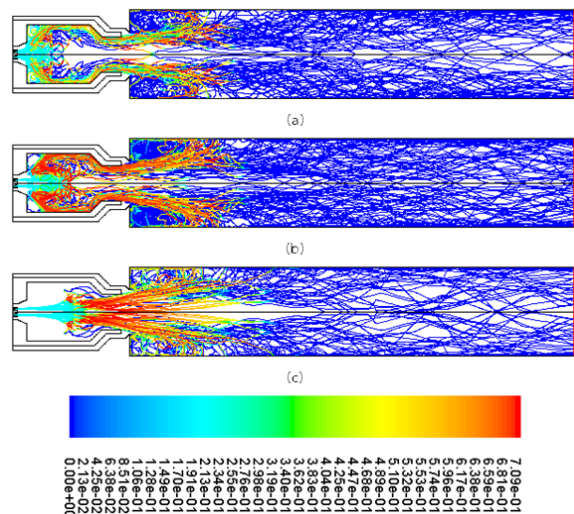 (a)
(b)
(c)
0.00e+00
2.13e-02
4.25e-02
6.38e-02
8.51e-02
1.06e-01
1.28e-01
1.49e-01
1.70e-01
1.91e-01
2.13e-01
2.34e-01
2.55e-01
2.76e-01
2.98e-01
3.19e-01
3.40e-01
3.62e-01
3.83e-01
4.04e-01
4.25e-01
4.47e-01
4.68e-01
4.89e-01
5.10e-01
5.32e-01
5.53e-01
5.74e-01
5.96e-01
6.17e-01
6.38e-01
6.59e-01
6.81e-01
7.09e-01